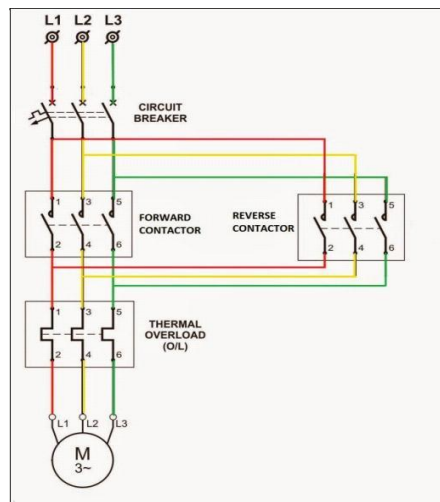 L1 L2 L3
CIRCUIT
BREAKER
1 3 5
FORWARD
CONTACTOR
2 4 6
REVERSE
CONTACTOR
1 3 5
2 4 6
1 3 5
THERMAL
OVERLOAD
(O/L)
2 4 6
L1 L2 L3
M
3~